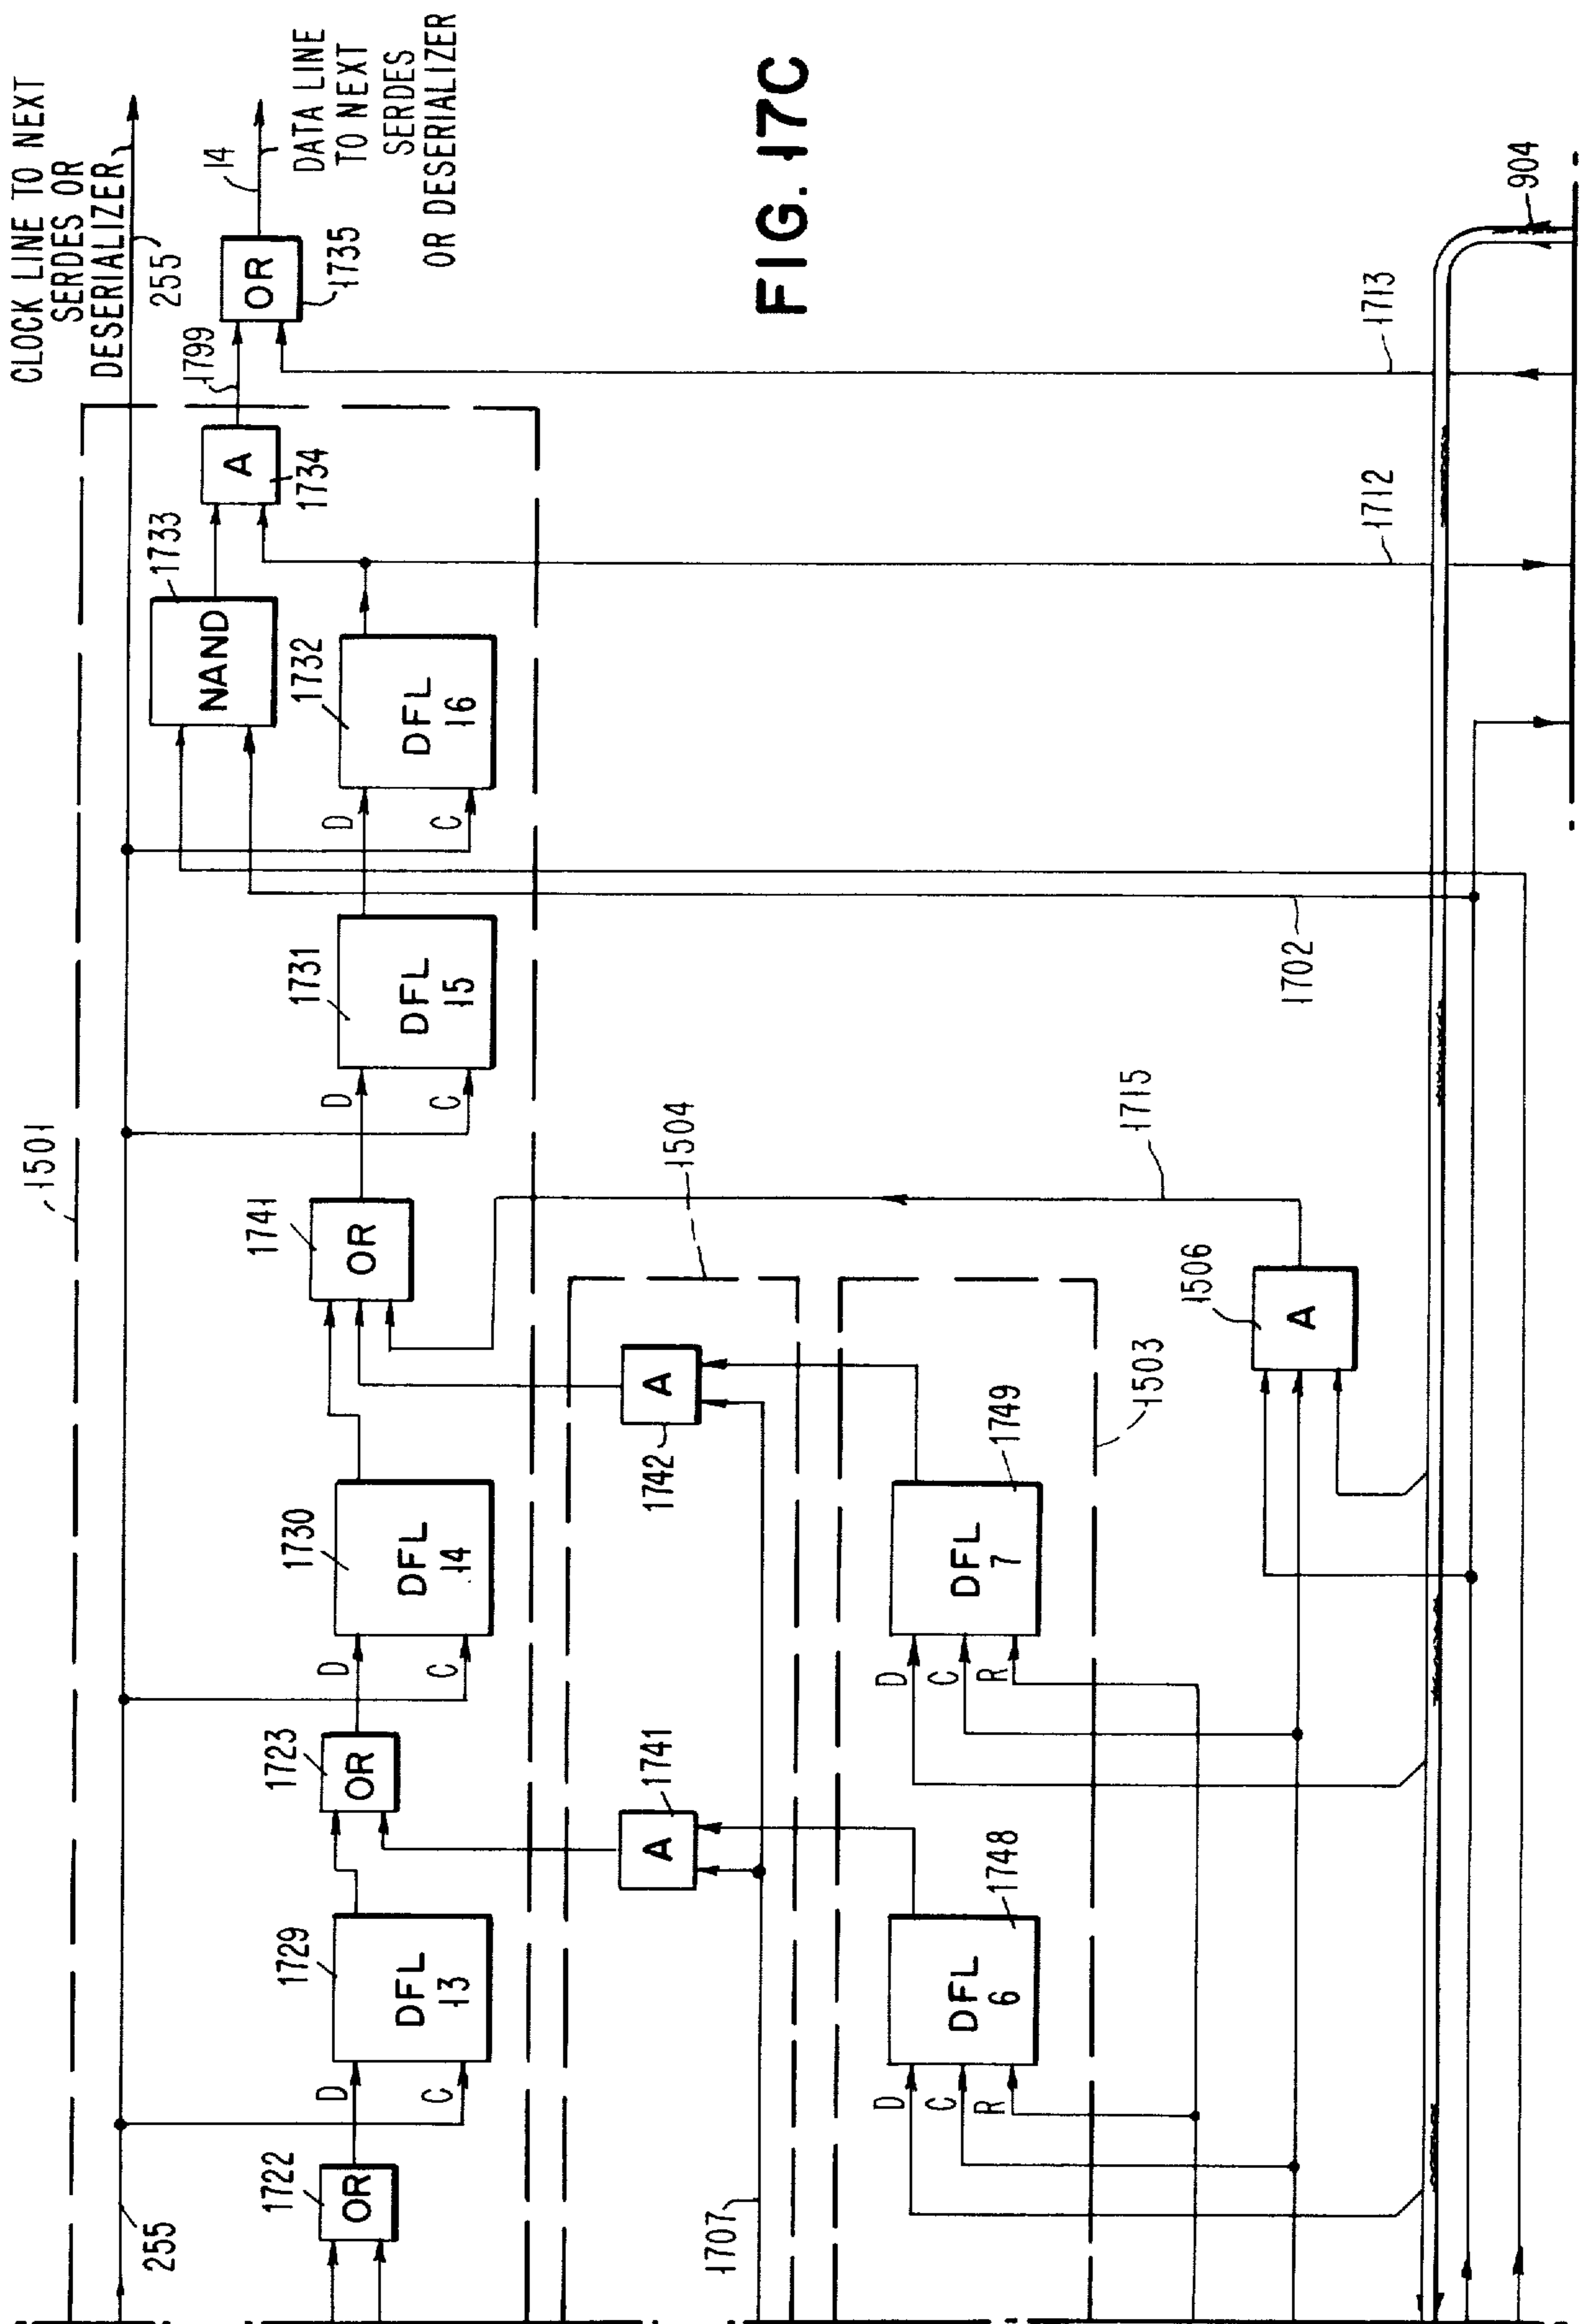 CLOCK LINE TO NEXT
SERDES OR
DESERIALIZER
255
14
DATA LINE
TO NEXT
SERDES
OR DESERIALIZER
FIG. 17C
1501
1799
OR
1735
A
1734
1733
NAND
1732
DFL
16
D
C
1731
DFL
15
D
C
1741
OR
1730
DFL
14
D
C
1723
OR
1729
DFL
13
D
C
1722
OR
255
1504
1742
A
1741
A
1707
1503
1749
DFL
7
D
C
R
1748
DFL
6
D
C
R
1715
1506
A
1702
1712
1713
904